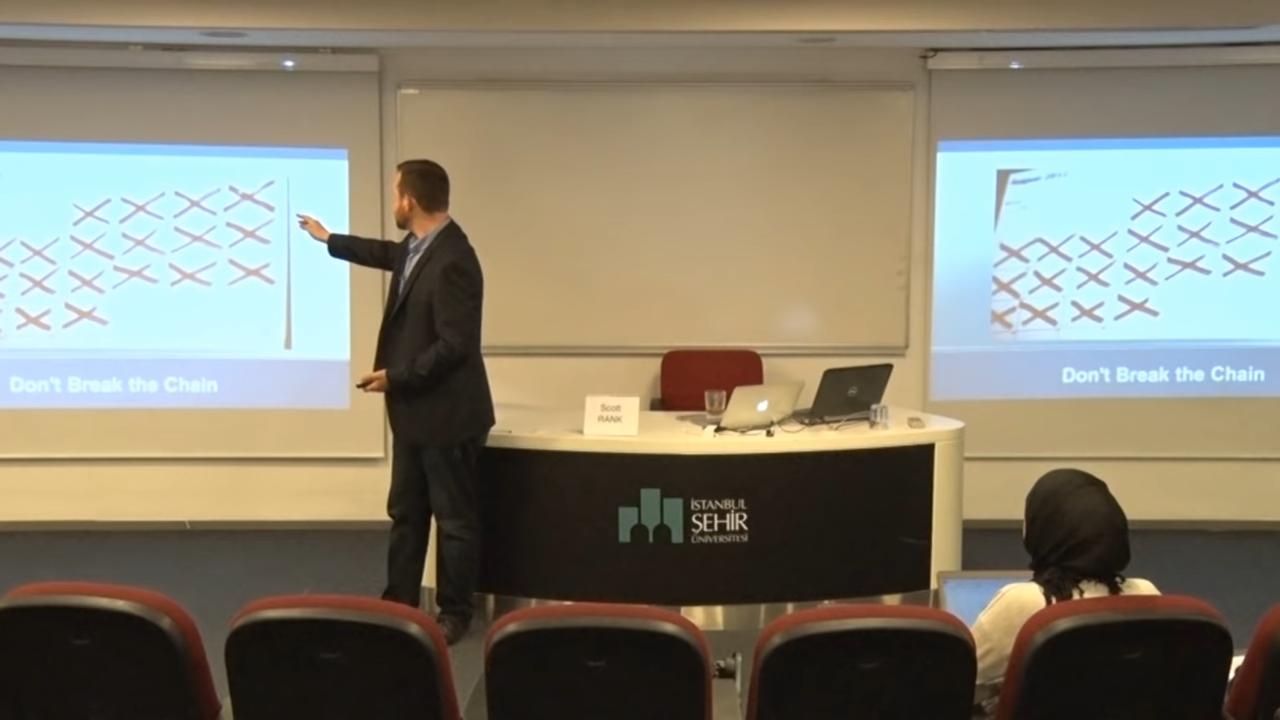 Don't Break the Chain
Don't Break the Chain
Scott
RANK
İSTANBUL
ŞEHİR
ÜNİVERSİTESİ